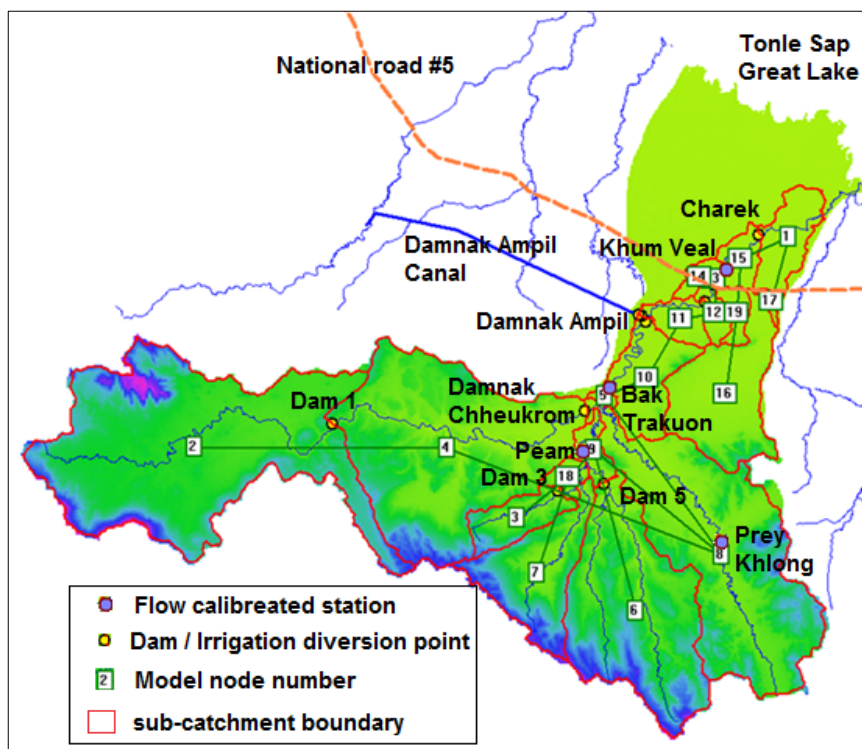 Tonle Sap
Great Lake
National road #5
Charek
1
Khum Veal
15
14
3
17
Damnak Ampil
Canal
12
19
Damnak Ampil
11
10
16
Damnak
Chheukrom
9
Bak
Trakuon
Dam 1
2
4
Peam
9
Dam 3
18
Dam 5
3
Prey
Khlong
8
7
6
Flow calibreated station
Dam / Irrigation diversion point
2
Model node number
sub-catchment boundary